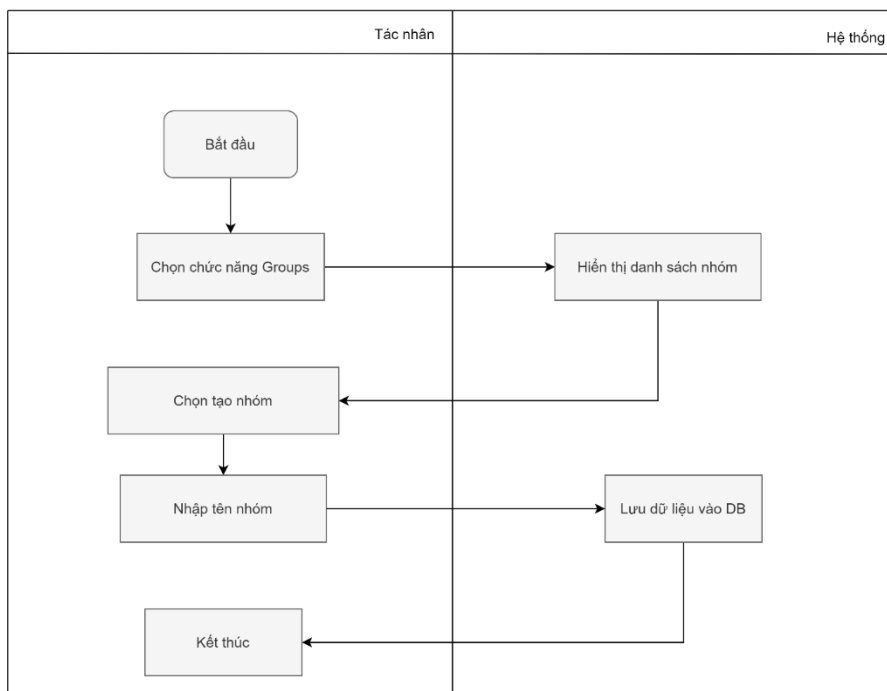 Tác nhân
Hệ thống
Bắt đầu
Chọn chức năng Groups
Hiển thị danh sách nhóm
Chọn tạo nhóm
Nhập tên nhóm
Lưu dữ liệu vào DB
Kết thúc